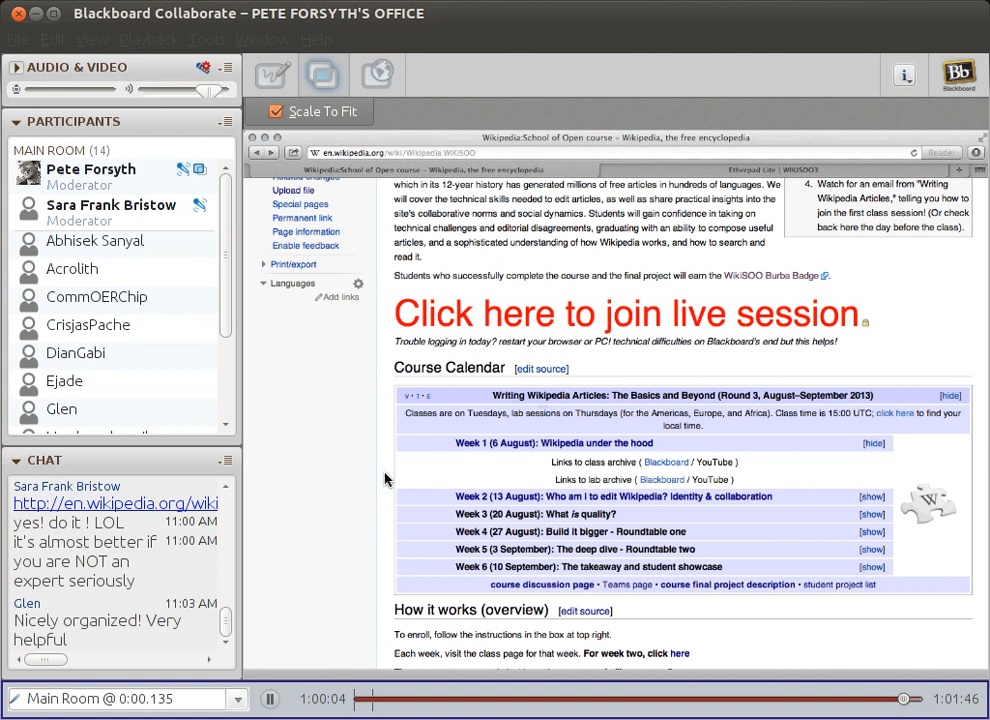 Blackboard Collaborate – PETE FORSYTH'S OFFICE
File Edit View Playback Tools Window Help
AUDIO & VIDEO
PARTICIPANTS
MAIN ROOM (14)
Pete Forsyth
Moderator
Sara Frank Bristow
Moderator
Abhisek Sanyal
Acrolith
CommOERChip
CrisjasPache
DianGabi
Ejade
Glen
CHAT
Sara Frank Bristow
http://en.wikipedia.org/wiki
yes! do it ! LOL 11:00 AM
it's almost better if 11:00 AM
you are NOT an
expert seriously
Glen 11:03 AM
Nicely organized! Very
helpful
Scale To Fit
Bb
Blackboard
Wikipedia:School of Open course – Wikipedia, the free encyclopedia
W en.wikipedia.org/wiki/Wikipedia:WIKISOO
Reader
Wikipedia:School of Open course – Wikipedia, the free encyclopedia
Etherpad Lite | WIKISOO
Related changes
Upload file
Special pages
Permanent link
Page information
Feature feedback
Print/export
Languages
Add links
which in its 12-year history has generated millions of free articles in hundreds of languages. We
will cover the technical skills needed to edit articles, as well as share practical insights into the
site's collaborative norms and social dynamics. Students will gain confidence in taking on
technical challenges and editorial disagreements, graduating with an ability to compose useful
articles, and a sophisticated understanding of how Wikipedia works, and how to search and
read it.
4. Watch for an email from "Writing
Wikipedia Articles," telling you how to
join the first class session! (Or check
back here the day before the class).
Students who successfully complete the course and the final project will earn the WikiSOO Burba Badge.
Click here to join live session
Trouble logging in today? restart your browser or PC! technical difficulties on Blackboard's end but this helps!
Course Calendar [edit source]
V · T · E Writing Wikipedia Articles: The Basics and Beyond (Round 3, August–September 2013) [hide]
Classes are on Tuesdays, lab sessions on Thursdays (for the Americas, Europe, and Africa). Class time is 15:00 UTC; click here to find your
local time.
Week 1 (6 August): Wikipedia under the hood [hide]
Links to class archive ( Blackboard / YouTube )
Links to lab archive ( Blackboard / YouTube )
Week 2 (13 August): Who am I to edit Wikipedia? Identity & collaboration [show]
Week 3 (20 August): What is quality? [show]
Week 4 (27 August): Build it bigger - Roundtable one [show]
Week 5 (3 September): The deep dive - Roundtable two [show]
Week 6 (10 September): The takeaway and student showcase [show]
W
course discussion page • Teams page • course final project description • student project list
How it works (overview) [edit source]
To enroll, follow the instructions in the box at top right.
Each week, visit the class page for that week. For week two, click here
Main Room @ 0:00.135
1:00:04
1:01:46